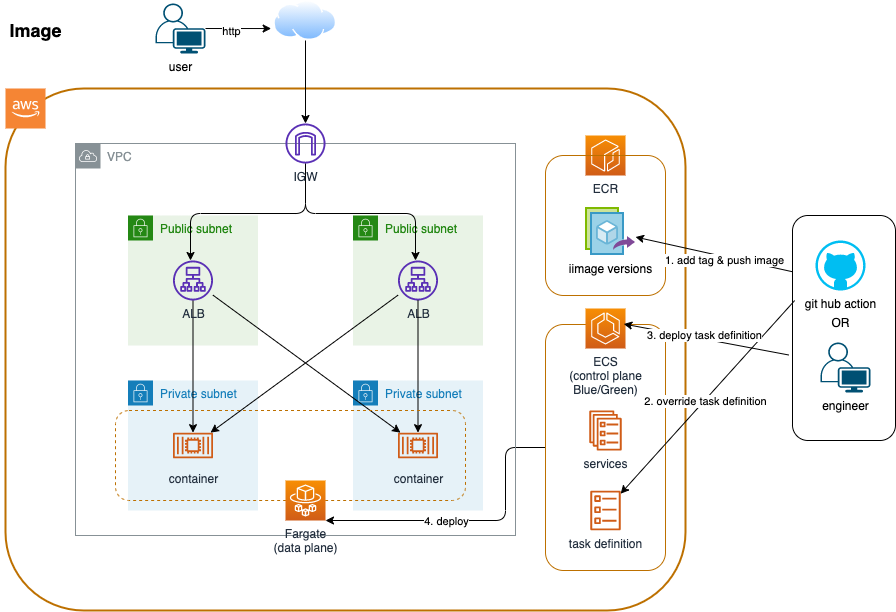 Image
http
user
aws
VPC
IGW
ECR
Public subnet
Public subnet
iimage versions
1. add tag & push image
git hub action
OR
ALB
ALB
3. deploy task definition
ECS
(control plane
Blue/Green)
Private subnet
Private subnet
2. override task definition
engineer
services
container
container
4. deploy
Fargate
(data plane)
task definition